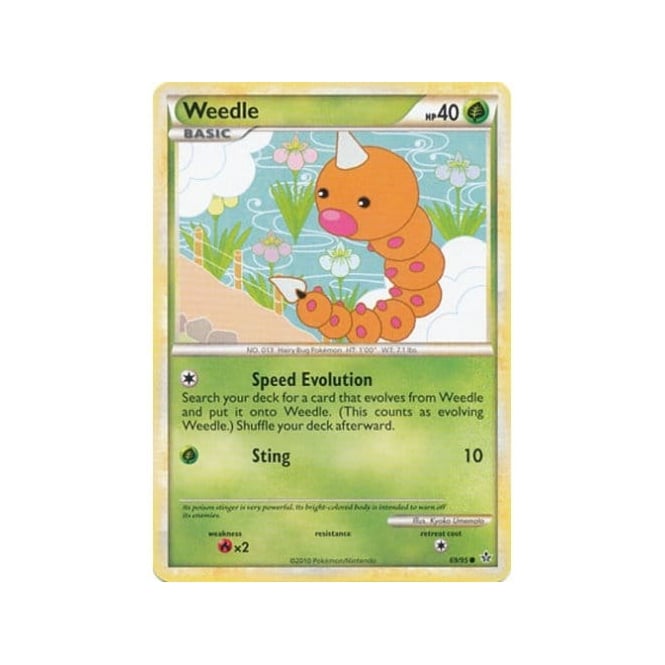 Weedle HP40
BASIC
NO. 013 Hairy Bug Pokémon HT: 1'00" WT: 7.1 lbs.
Speed Evolution
Search your deck for a card that evolves from Weedle
and put it onto Weedle. (This counts as evolving
Weedle.) Shuffle your deck afterward.
Sting 10
Its poison stinger is very powerful. Its bright-colored body is intended to warn off
its enemies.
Illus. Kyoko Umemoto
weakness resistance retreat cost
×2
©2010 Pokémon/Nintendo 69/95